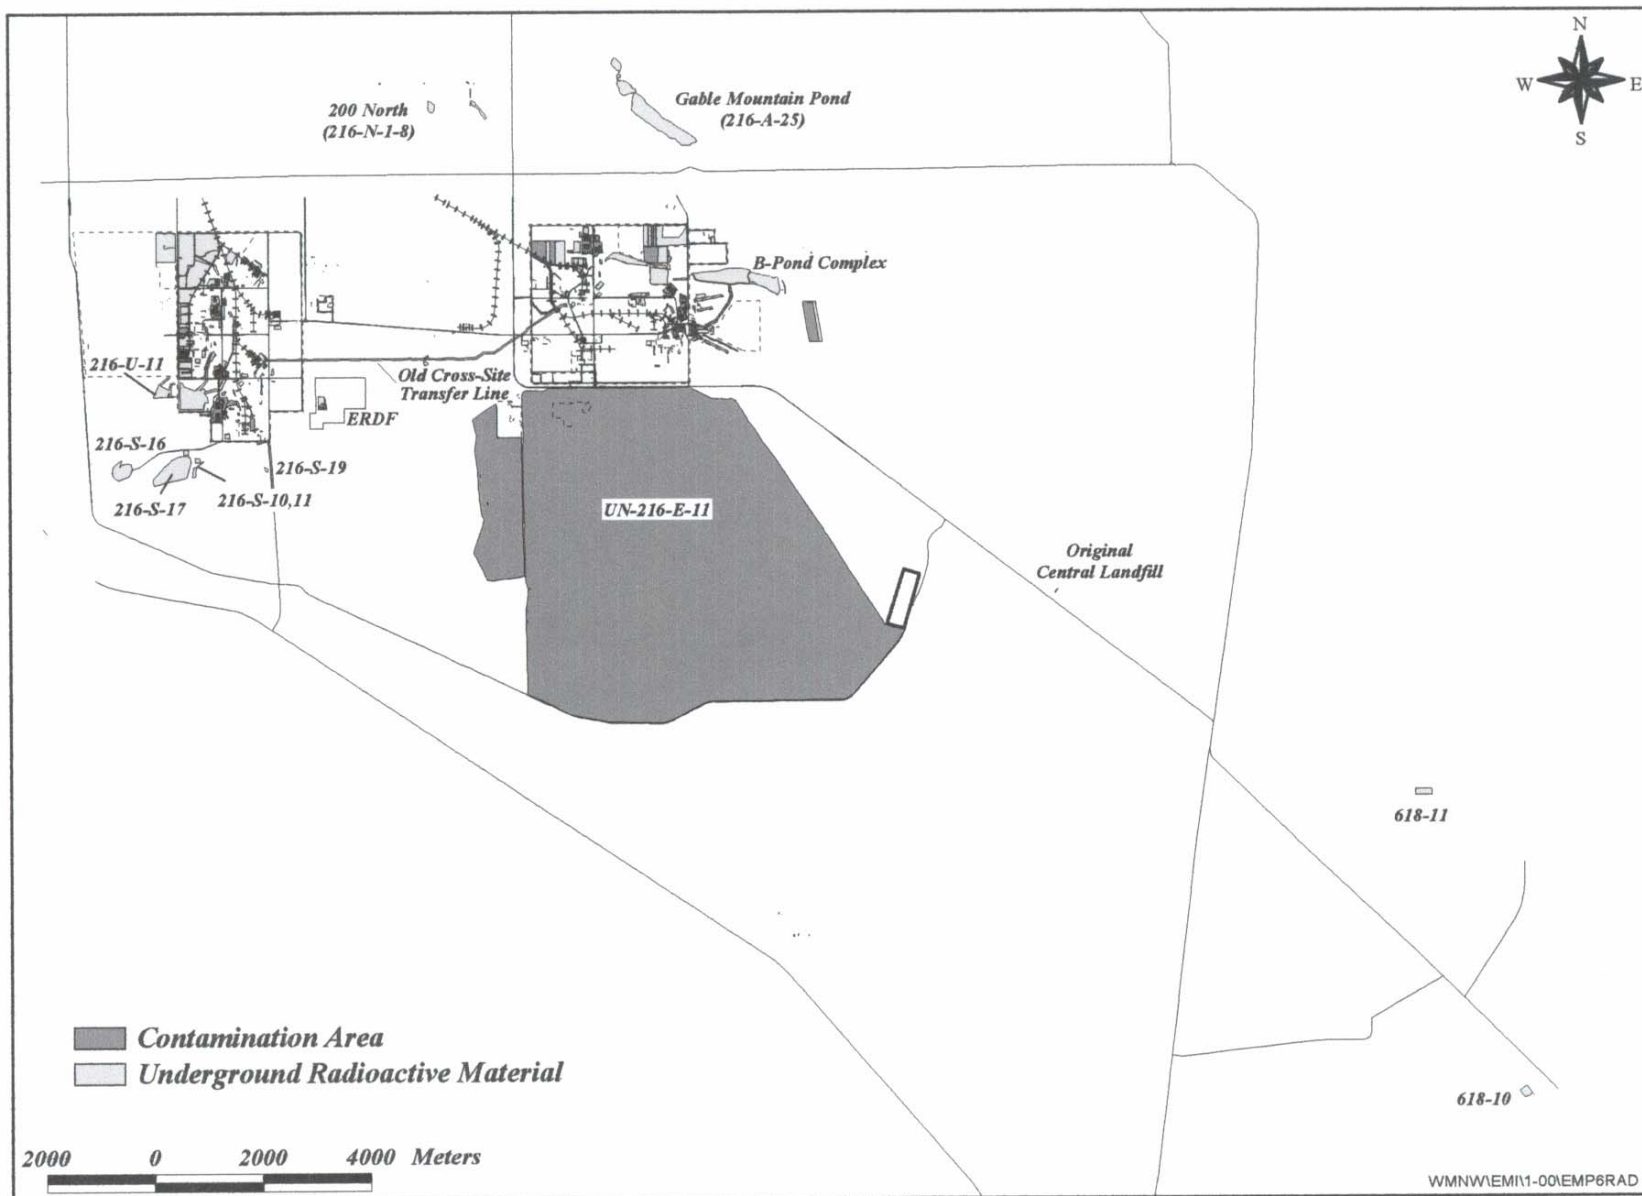 N
W E
S
200 North
(216-N-1-8)
Gable Mountain Pond
(216-A-25)
B-Pond Complex
216-U-11
Old Cross-Site
Transfer Line
ERDF
216-S-16
216-S-19
216-S-17
216-S-10,11
UN-216-E-11
Original
Central Landfill
618-11
618-10
Contamination Area
Underground Radioactive Material
2000 0 2000 4000 Meters
WMNW\EMI\1-00\EMP6RAD